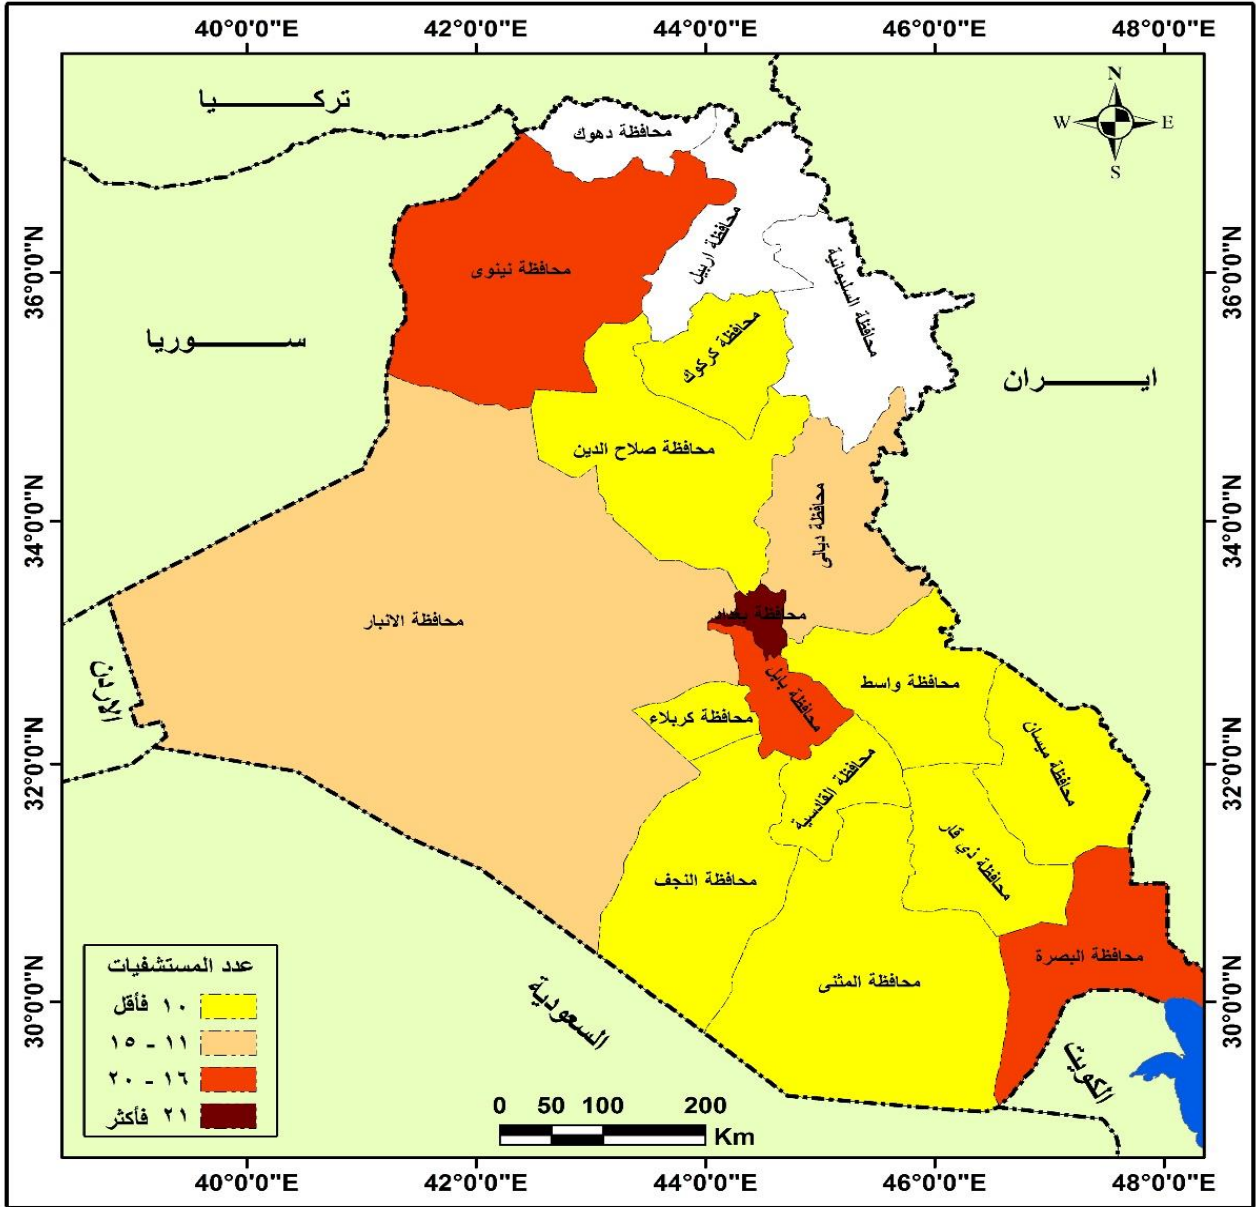 40°0'0"E 42°0'0"E 44°0'0"E 46°0'0"E 48°0'0"E
N
W E
S
تركـــــــيا
محافظة دهوك
محافظة اربيل
محافظة السليمانية
محافظة نينوى
36°0'0"N 36°0'0"N
ســـــــوريا
محافظة كركوك
ايـــــــران
محافظة صلاح الدين
محافظة ديالى
34°0'0"N 34°0'0"N
محافظة بغداد
محافظة الانبار
الاردن
محافظة بابل
محافظة واسط
محافظة كربلاء
محافظة ميسان
32°0'0"N 32°0'0"N
محافظة القادسية
محافظة ذي قار
محافظة النجف
محافظة البصرة
محافظة المثنى
30°0'0"N 30°0'0"N
السعودية
الكويت
عدد المستشفيات
١٠ فأقل
١١ - ١٥
١٦ - ٢٠
٢١ فأكثر
0 50 100 200
Km
40°0'0"E 42°0'0"E 44°0'0"E 46°0'0"E 48°0'0"E